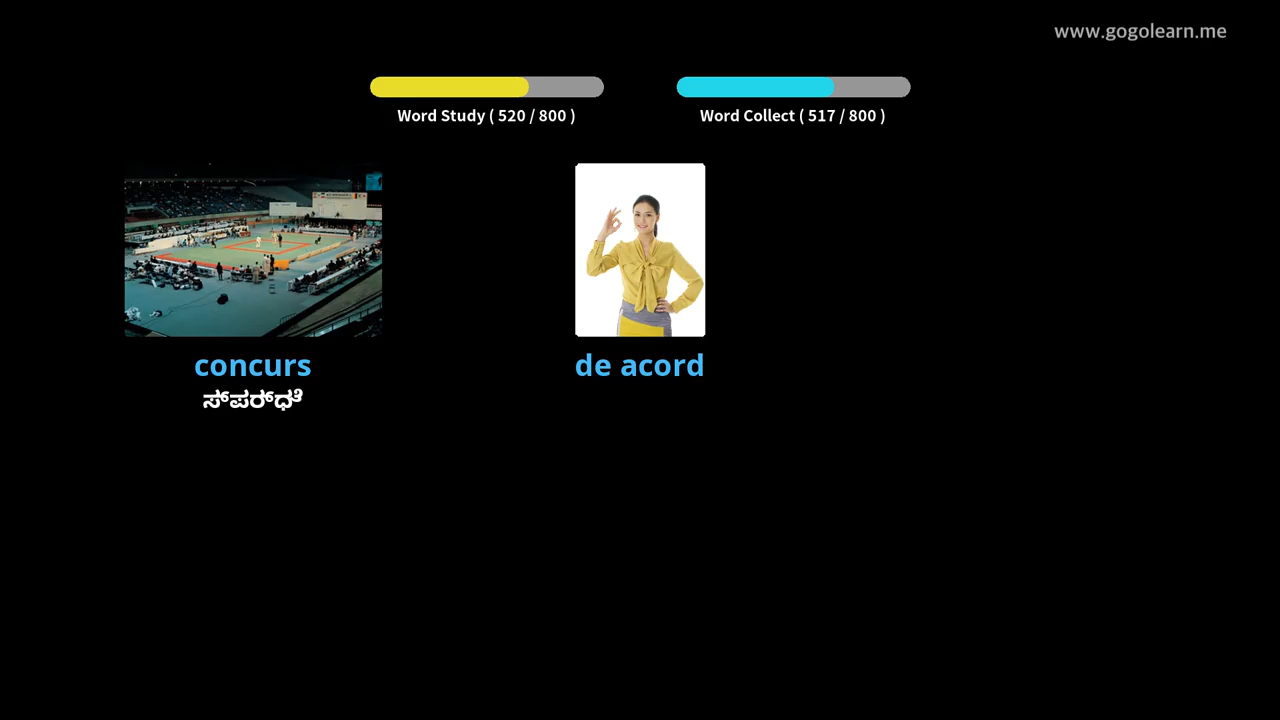 www.gogolearn.me
Word Study ( 520 / 800 )
Word Collect ( 517 / 800 )
concurs
ಸ್ಪರ್ಧೆ
de acord